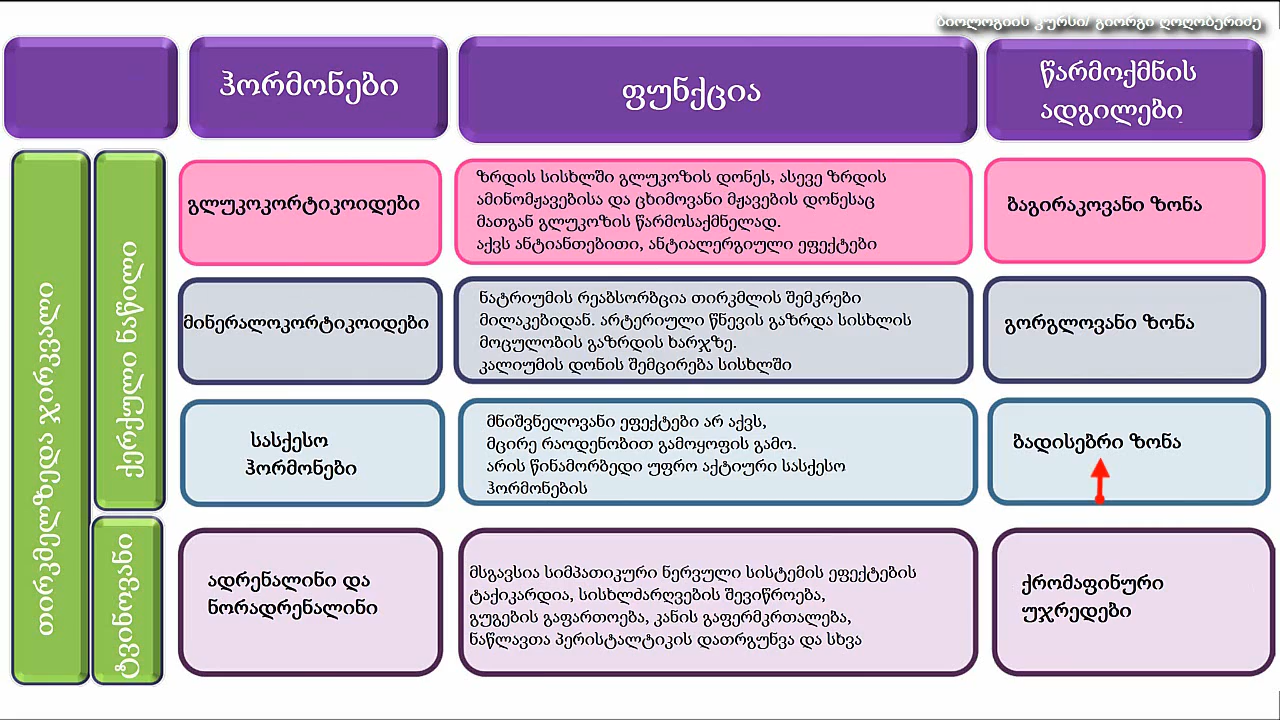 ბიოლოგიის კურსი/ გიორგი ღოღობერიძე
ჰორმონები
ფუნქცია
წარმოქმნის
ადგილები
თირკმელზედა ჯირკვალი
ქერქული ნაწილი
გლუკოკორტიკოიდები
ზრდის სისხლში გლუკოზის დონეს, ასევე ზრდის
ამინომჟავებისა და ცხიმოვანი მჟავების დონესაც
მათგან გლუკოზის წარმოსაქმნელად.
აქვს ანტიანთებითი, ანტიალერგიული ეფექტები
ბაგირაკოვანი ზონა
მინერალოკორტიკოიდები
ნატრიუმის რეაბსორბცია თირკმლის შემკრები
მილაკებიდან. არტერიული წნევის გაზრდა სისხლის
მოცულობის გაზრდის ხარჯზე.
კალიუმის დონის შემცირება სისხლში
გორგლოვანი ზონა
სასქესო
ჰორმონები
მნიშვნელოვანი ეფექტები არ აქვს,
მცირე რაოდენობით გამოყოფის გამო.
არის წინამორბედი უფრო აქტიური სასქესო
ჰორმონების
ბადისებრი ზონა
ტვინოვანი
ადრენალინი და
ნორადრენალინი
მსგავსია სიმპათიკური ნერვული სისტემის ეფექტების
ტაქიკარდია, სისხლძარღვების შევიწროება,
გუგების გაფართოება, კანის გაფერმკრთალება,
ნაწლავთა პერისტალტიკის დათრგუნვა და სხვა
ქრომაფინური
უჯრედები